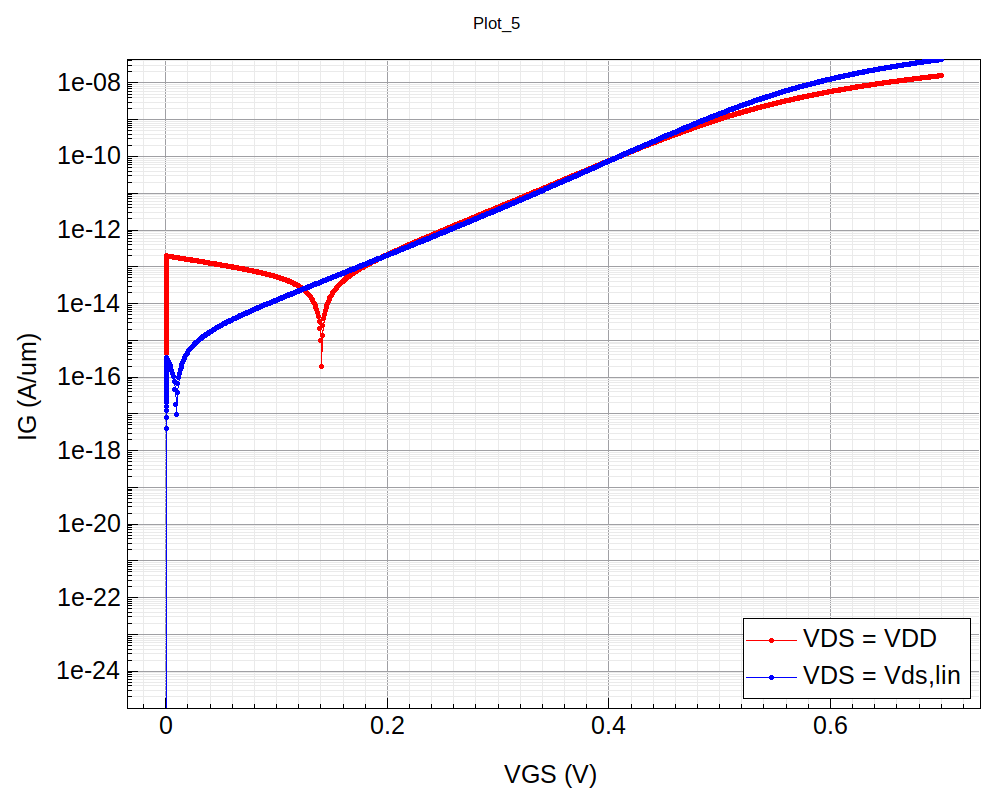 Plot_5
IG (A/um)
1e-08
1e-10
1e-12
1e-14
1e-16
1e-18
1e-20
1e-22
1e-24
VDS = VDD
VDS = Vds,lin
0 0.2 0.4 0.6
VGS (V)